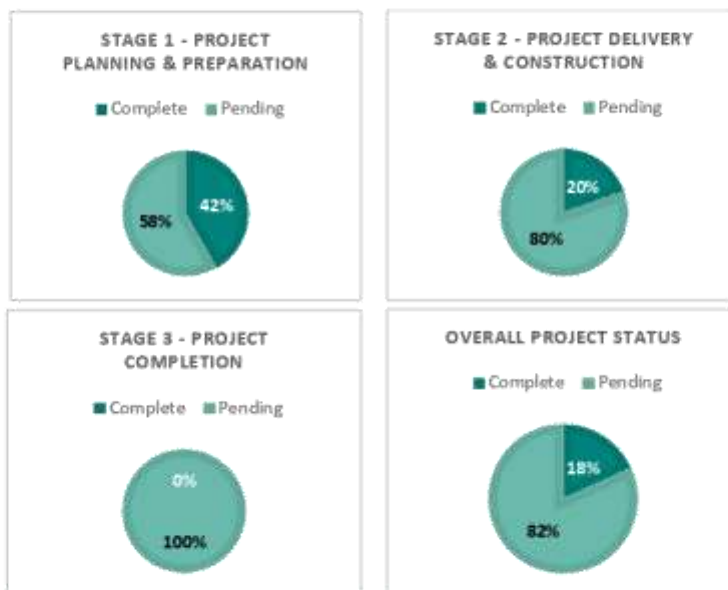 STAGE 1 - PROJECT
PLANNING & PREPARATION
Complete Pending
42%
58%
STAGE 2 - PROJECT DELIVERY
& CONSTRUCTION
Complete Pending
20%
80%
STAGE 3 - PROJECT
COMPLETION
Complete Pending
0%
100%
OVERALL PROJECT STATUS
Complete Pending
18%
82%